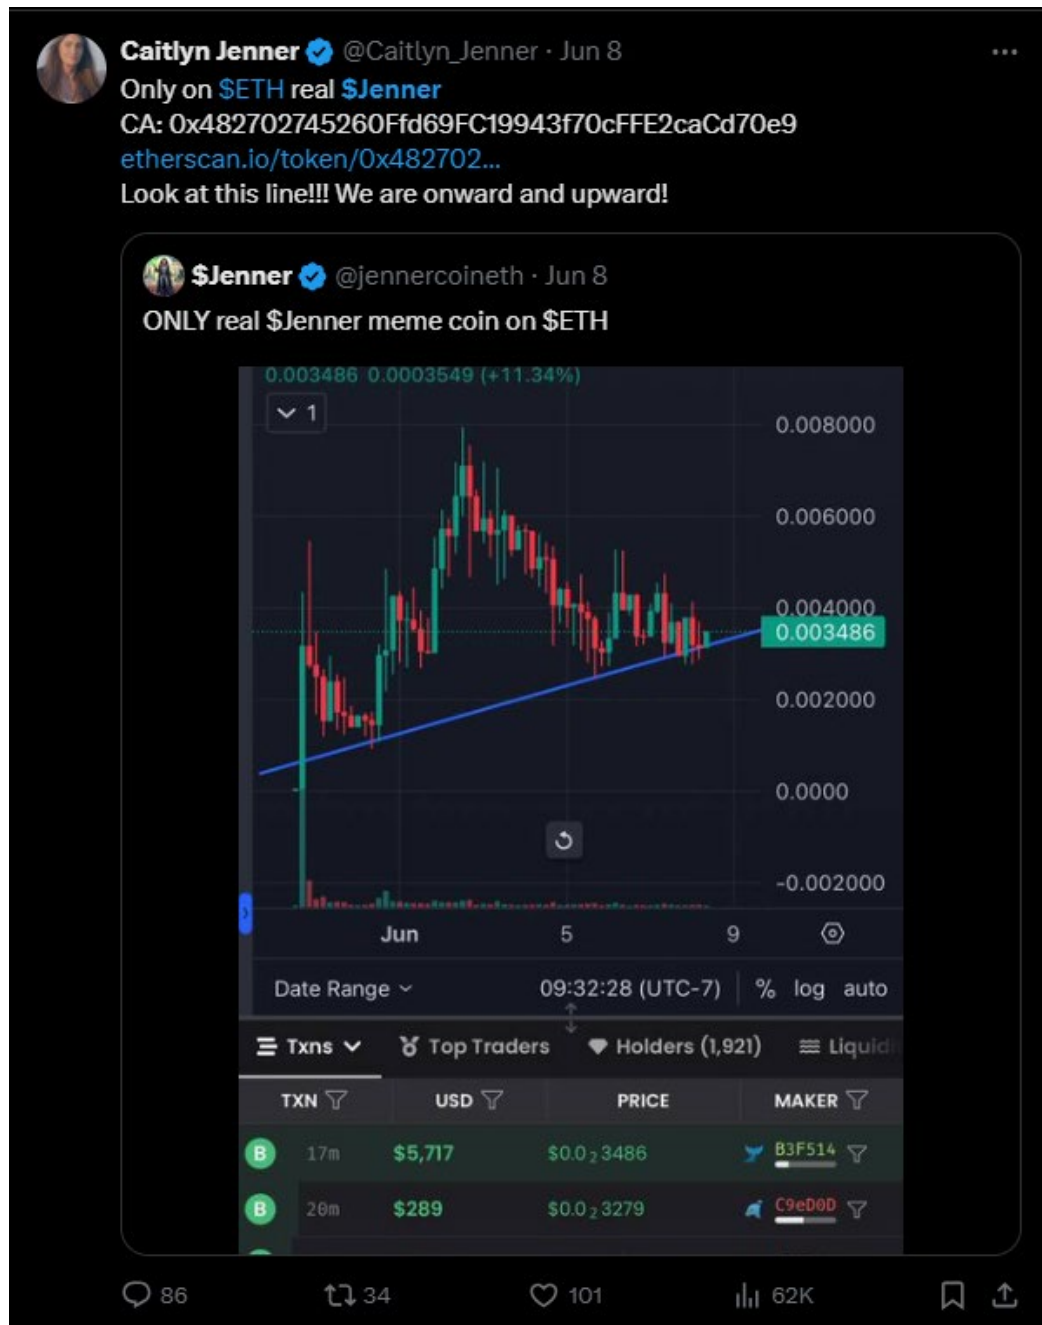 Caitlyn Jenner @Caitlyn_Jenner · Jun 8
Only on $ETH real $Jenner
CA: 0x482702745260Ffd69FC19943f70cFFE2caCd70e9
etherscan.io/token/0x482702...
Look at this line!!! We are onward and upward!
$Jenner @jennercoineth · Jun 8
ONLY real $Jenner meme coin on $ETH
0.003486 0.0003549 (+11.34%)
1
0.008000
0.006000
0.004000
0.003486
0.002000
0.0000
-0.002000
Jun 5 9
Date Range 09:32:28 (UTC-7) % log auto
Txns Top Traders Holders (1,921) Liquid
TXN USD PRICE MAKER
B 17m $5,717 $0.0₂3486 B3F514
B 20m $289 $0.0₂3279 C9eD0D
86 34 101 62K